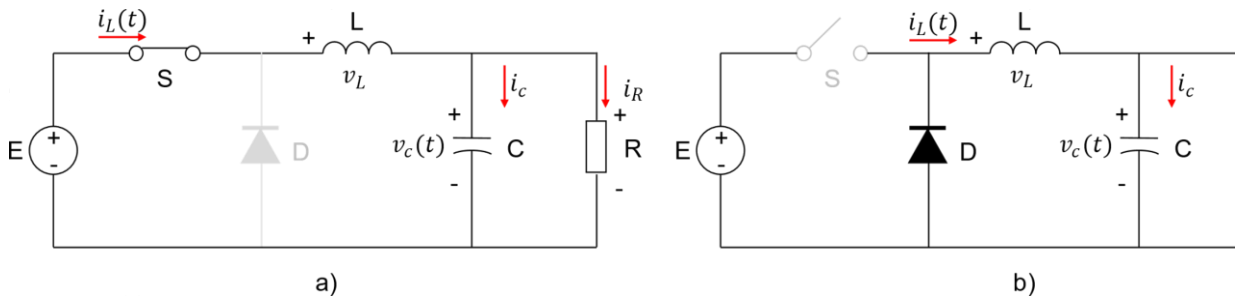 i_L(t) L i_L(t) L
+ +
S v_L i_c i_R S v_L i_c
+ + + +
E + - D v_c(t) C R E + - D v_c(t) C
- - -
a) b)